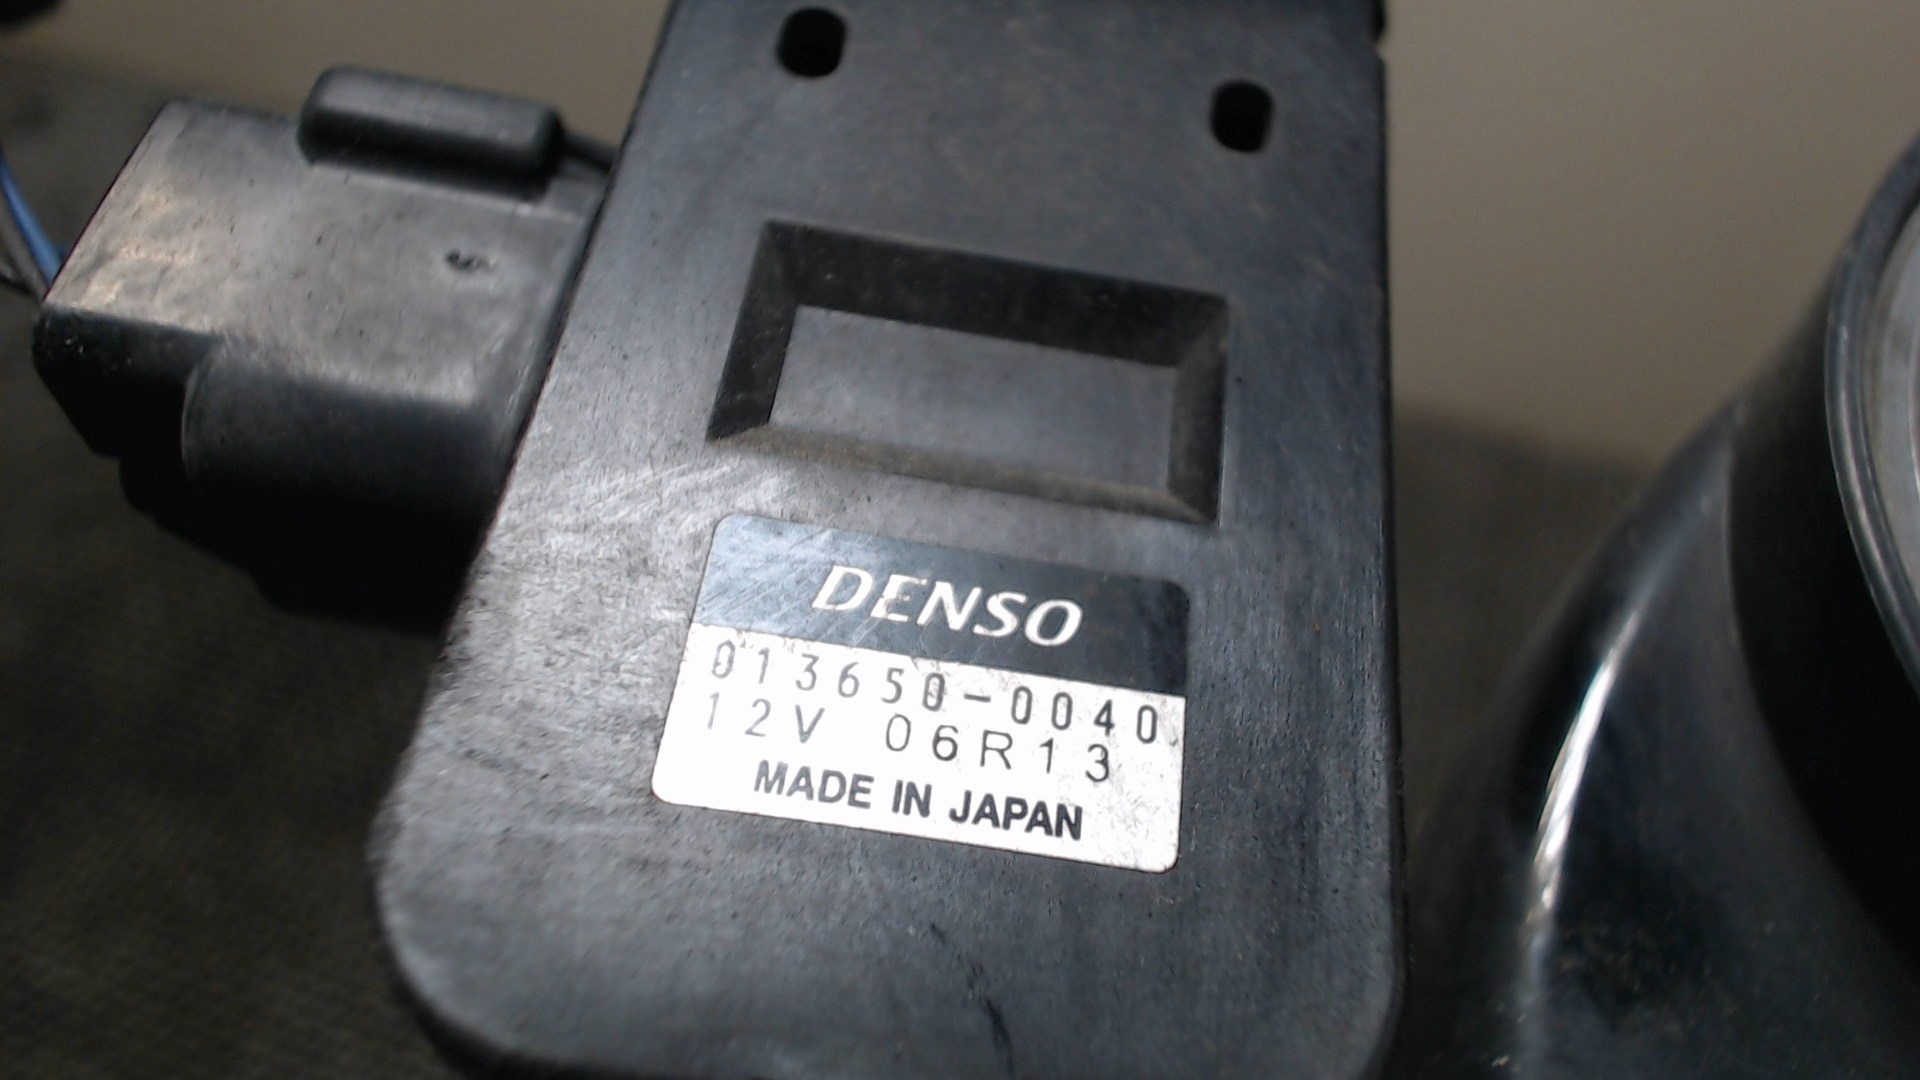 DENSO
013650-0040
12V 06R13
MADE IN JAPAN